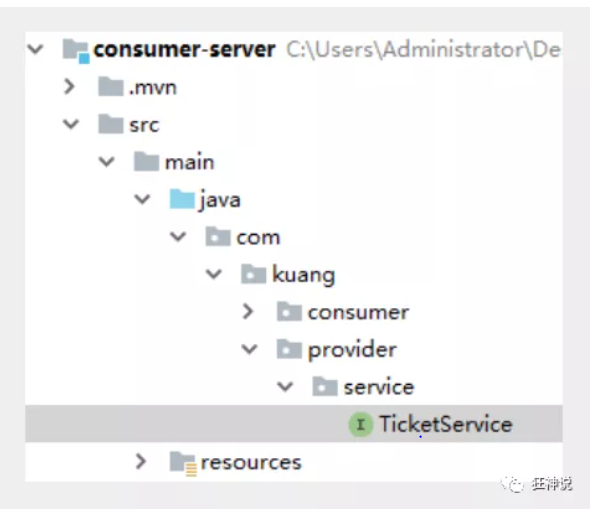 consumer-server C:\Users\Administrator\De
.mvn
src
main
java
com
kuang
consumer
provider
service
I TicketService
resources
狂神说